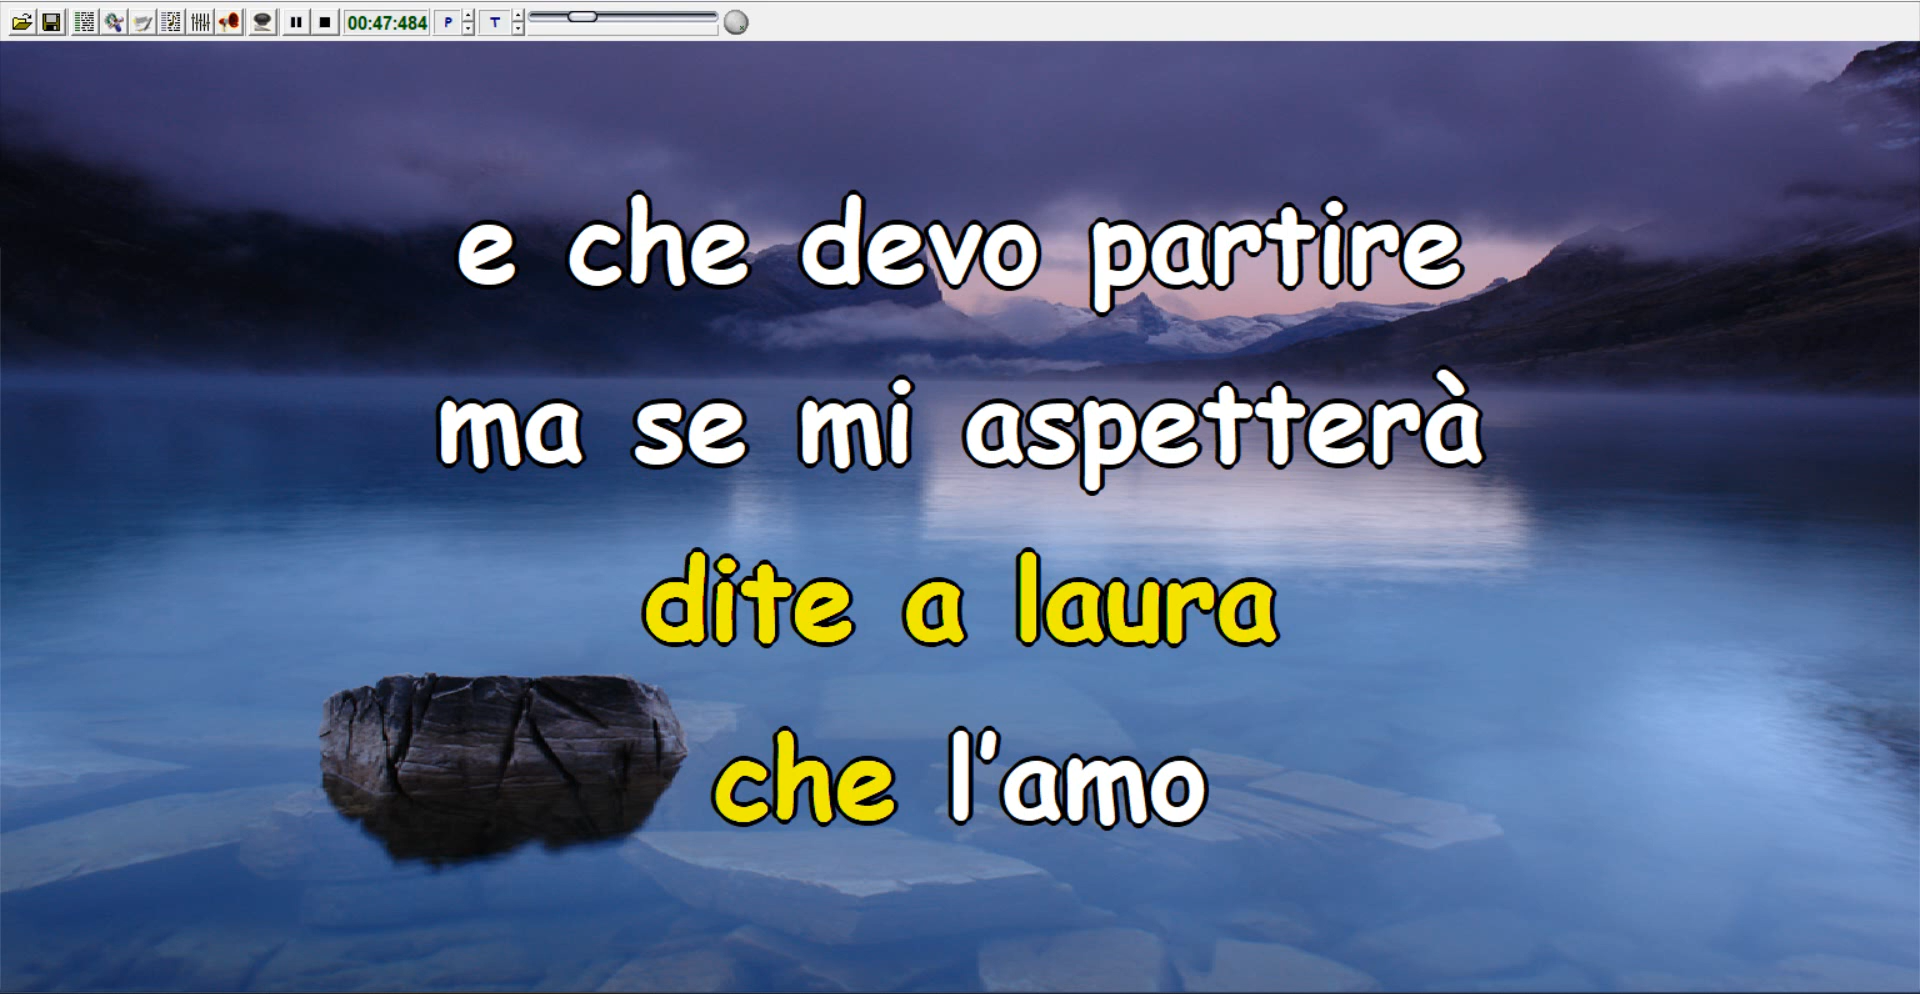 00:47:484 P T
e che devo partire
ma se mi aspetterà
dite a laura
che l'amo